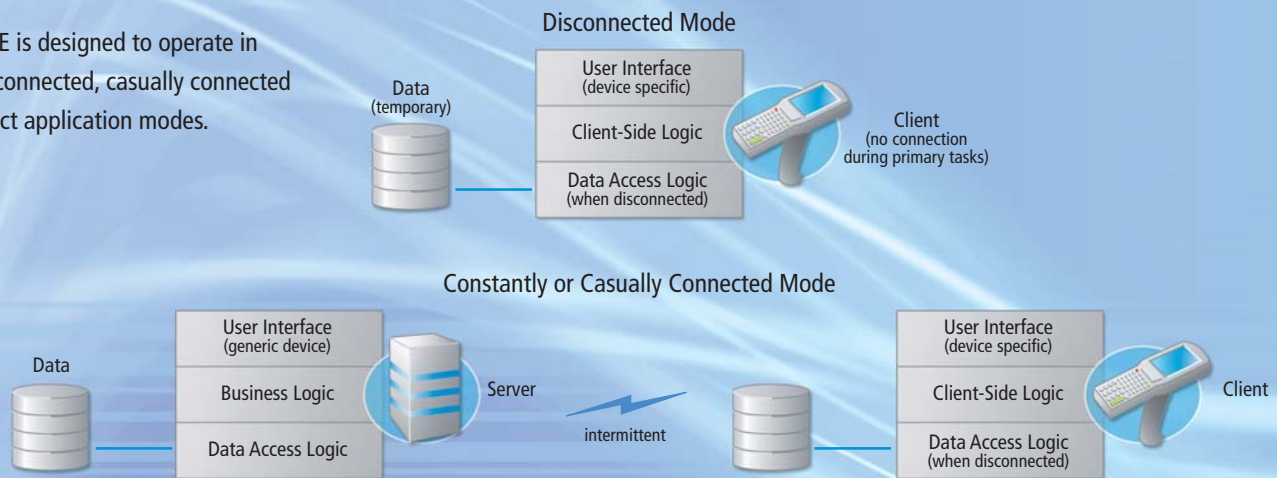 E is designed to operate in
connected, casually connected
ct application modes.
Disconnected Mode
Data
(temporary)
User Interface
(device specific)
Client-Side Logic
Data Access Logic
(when disconnected)
Client
(no connection
during primary tasks)
Constantly or Casually Connected Mode
Data
User Interface
(generic device)
Business Logic
Data Access Logic
Server
intermittent
User Interface
(device specific)
Client-Side Logic
Data Access Logic
(when disconnected)
Client